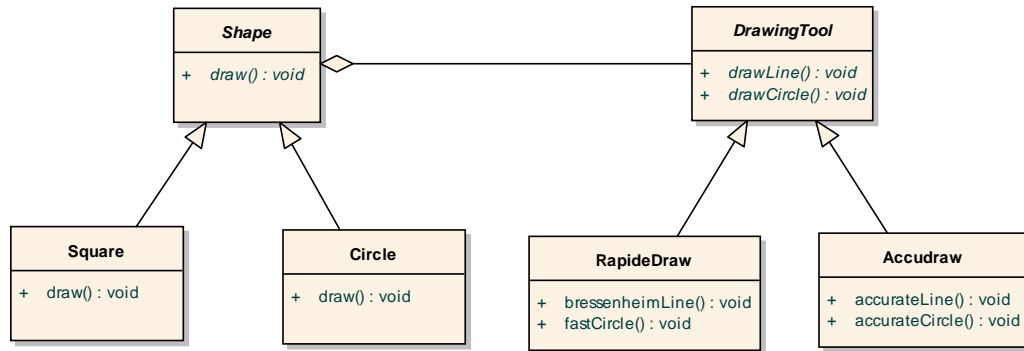 Shape
+ draw() : void
DrawingTool
+ drawLine() : void
+ drawCircle() : void
Square
+ draw() : void
Circle
+ draw() : void
RapideDraw
+ bressenheimLine() : void
+ fastCircle() : void
Accudraw
+ accurateLine() : void
+ accurateCircle() : void